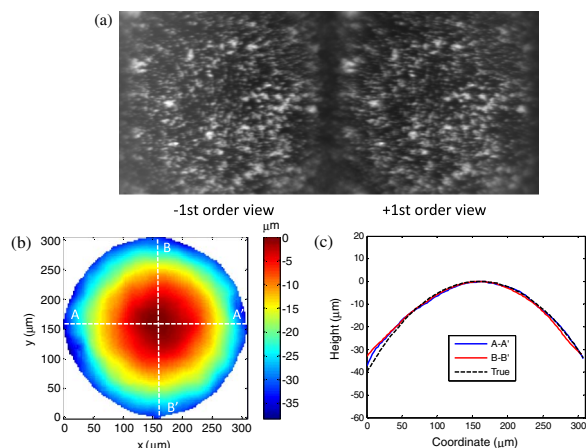 (a)
-1st order view +1st order view
(b)
μm
300
250
200
150
100
50
0
y (μm)
0 50 100 150 200 250 300
x (μm)
A
A'
B
B'
0
-5
-10
-15
-20
-25
-30
-35
(c)
20
10
0
-10
-20
-30
-40
-50
-60
Height (μm)
A-A'
B-B'
True
0 50 100 150 200 250 300
Coordinate (μm)